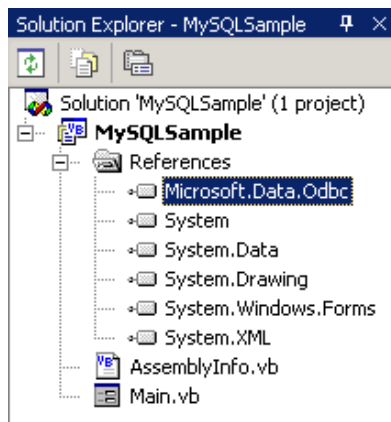 Solution Explorer - MySQLSample
Solution 'MySQLSample' (1 project)
MySQLSample
References
Microsoft.Data.Odbc
System
System.Data
System.Drawing
System.Windows.Forms
System.XML
AssemblyInfo.vb
Main.vb